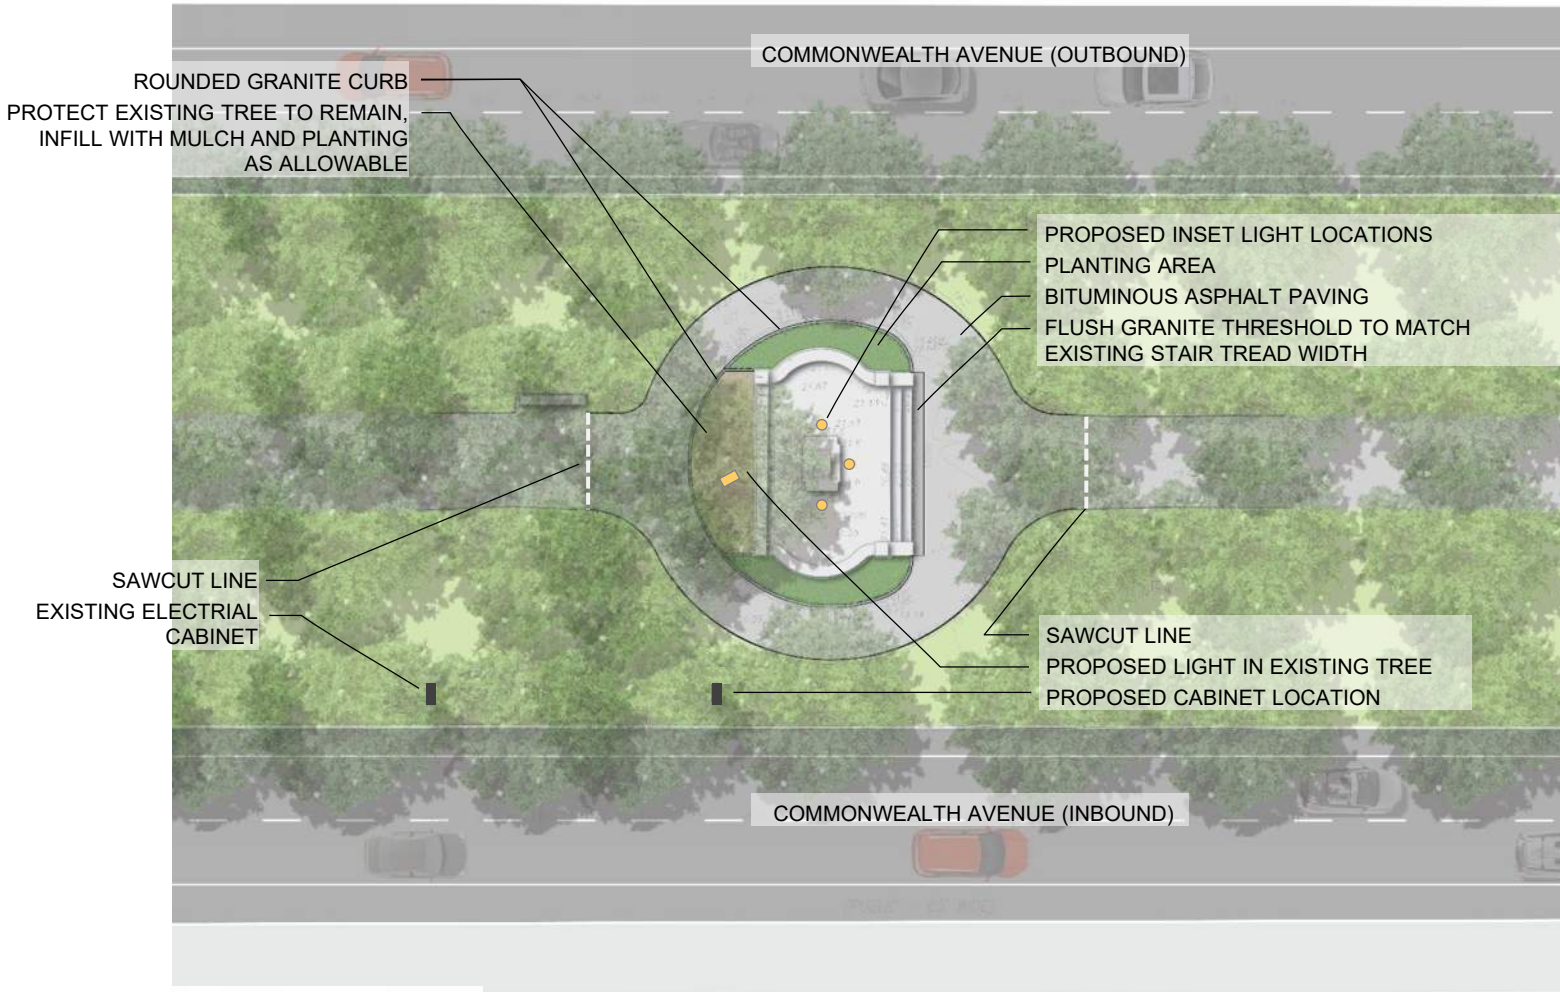 COMMONWEALTH AVENUE (OUTBOUND)
ROUNDED GRANITE CURB
PROTECT EXISTING TREE TO REMAIN,
INFILL WITH MULCH AND PLANTING
AS ALLOWABLE
PROPOSED INSET LIGHT LOCATIONS
PLANTING AREA
BITUMINOUS ASPHALT PAVING
FLUSH GRANITE THRESHOLD TO MATCH
EXISTING STAIR TREAD WIDTH
SAWCUT LINE
EXISTING ELECTRIAL
CABINET
SAWCUT LINE
PROPOSED LIGHT IN EXISTING TREE
PROPOSED CABINET LOCATION
COMMONWEALTH AVENUE (INBOUND)